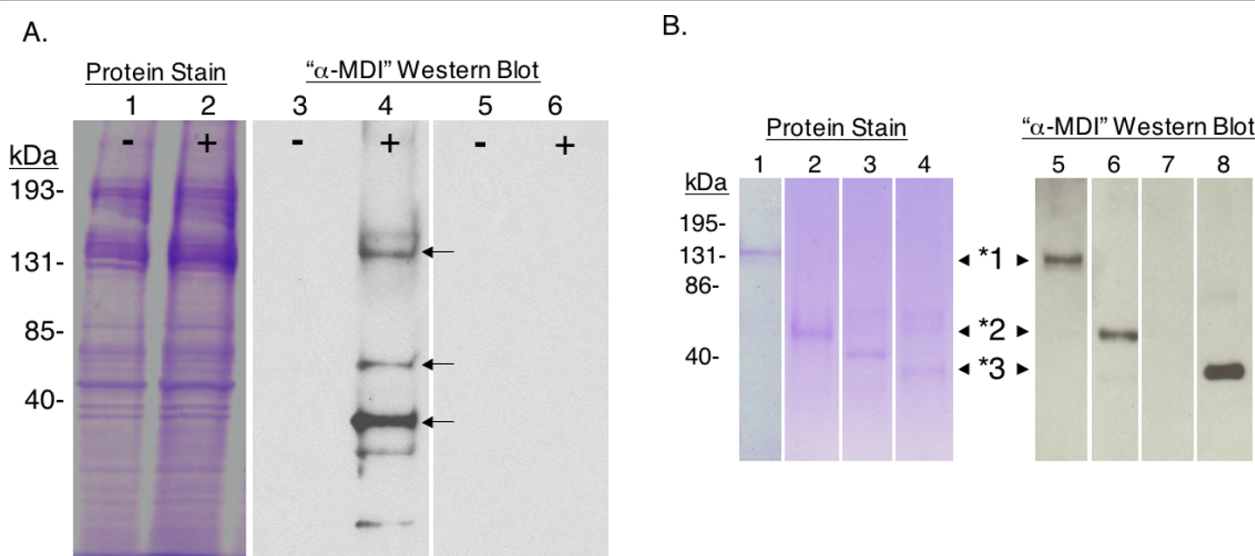 A.
Protein Stain
"α-MDI" Western Blot
1 2 3 4 5 6
- + - + - +
kDa
193-
131-
85-
40-
B.
Protein Stain
"α-MDI" Western Blot
1 2 3 4 5 6 7 8
kDa
195-
131-
86-
40-
*1
*2
*3